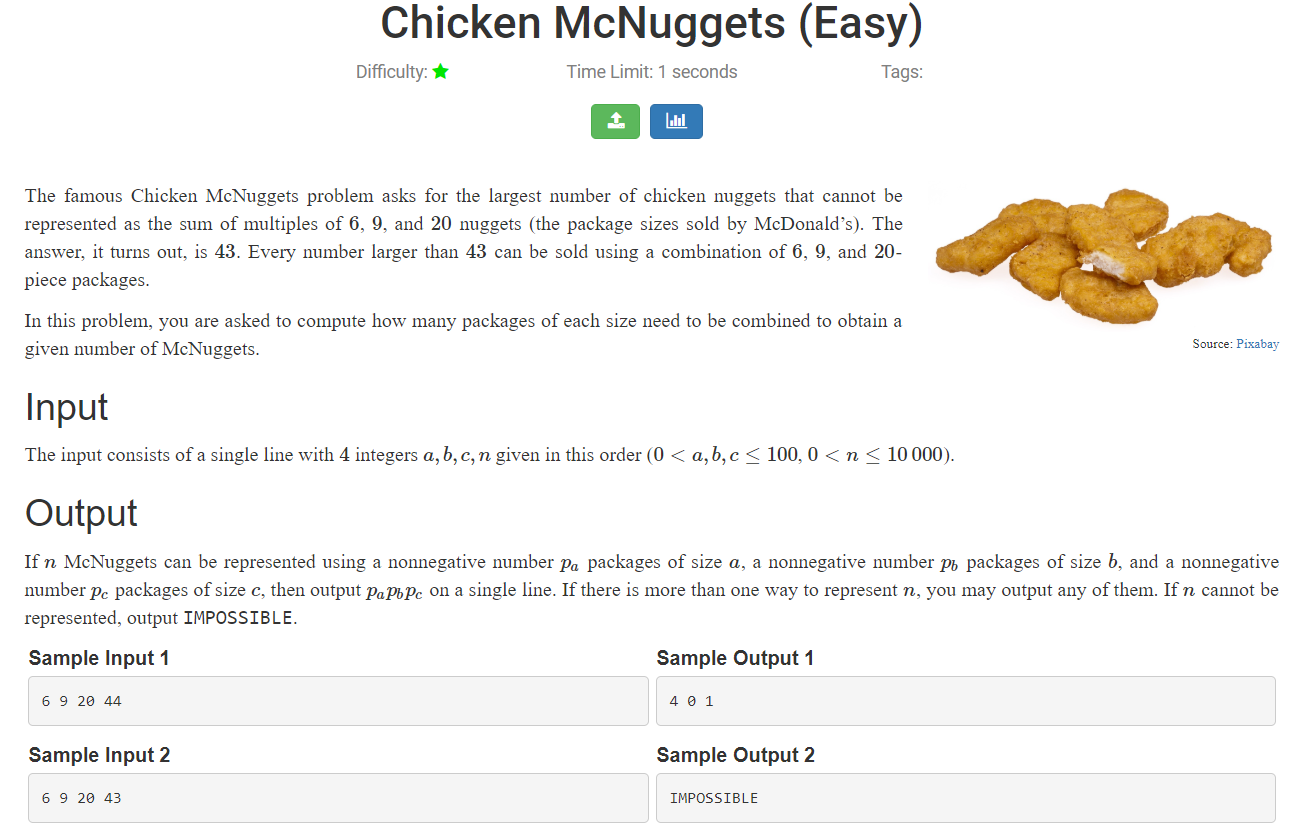 Chicken McNuggets (Easy)
Difficulty:
Time Limit: 1 seconds
Tags:
The famous Chicken McNuggets problem asks for the largest number of chicken nuggets that cannot be
represented as the sum of multiples of 6, 9, and 20 nuggets (the package sizes sold by McDonald's). The
answer, it turns out, is 43. Every number larger than 43 can be sold using a combination of 6, 9, and 20-
piece packages.
In this problem, you are asked to compute how many packages of each size need to be combined to obtain a
given number of McNuggets.
Source: Pixabay
Input
The input consists of a single line with 4 integers a, b, c, n given in this order (0 < a, b, c ≤ 100, 0 < n ≤ 10 000).
Output
If n McNuggets can be represented using a nonnegative number pₐ packages of size a, a nonnegative number p_b packages of size b, and a nonnegative
number p_c packages of size c, then output pₐp_bp_c on a single line. If there is more than one way to represent n, you may output any of them. If n cannot be
represented, output IMPOSSIBLE.
Sample Input 1
Sample Output 1
6 9 20 44
4 0 1
Sample Input 2
Sample Output 2
6 9 20 43
IMPOSSIBLE